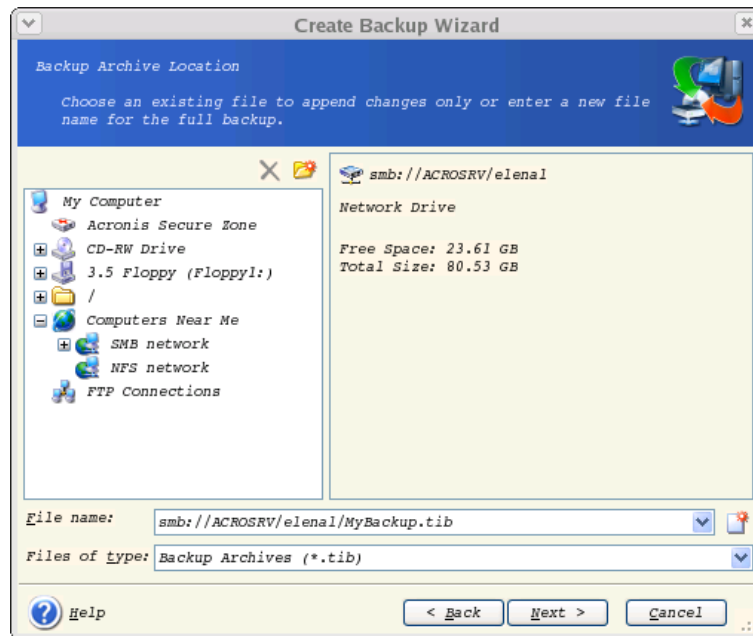 Create Backup Wizard
Backup Archive Location
Choose an existing file to append changes only or enter a new file
name for the full backup.
My Computer
Acronis Secure Zone
CD-RW Drive
3.5 Floppy (Floppy1:)
/
Computers Near Me
SMB network
NFS network
FTP Connections
smb://ACROSRV/elenal
Network Drive
Free Space: 23.61 GB
Total Size: 80.53 GB
File name:
smb://ACROSRV/elenal/MyBackup.tib
Files of type:
Backup Archives (*.tib)
Help
< Back
Next >
Cancel